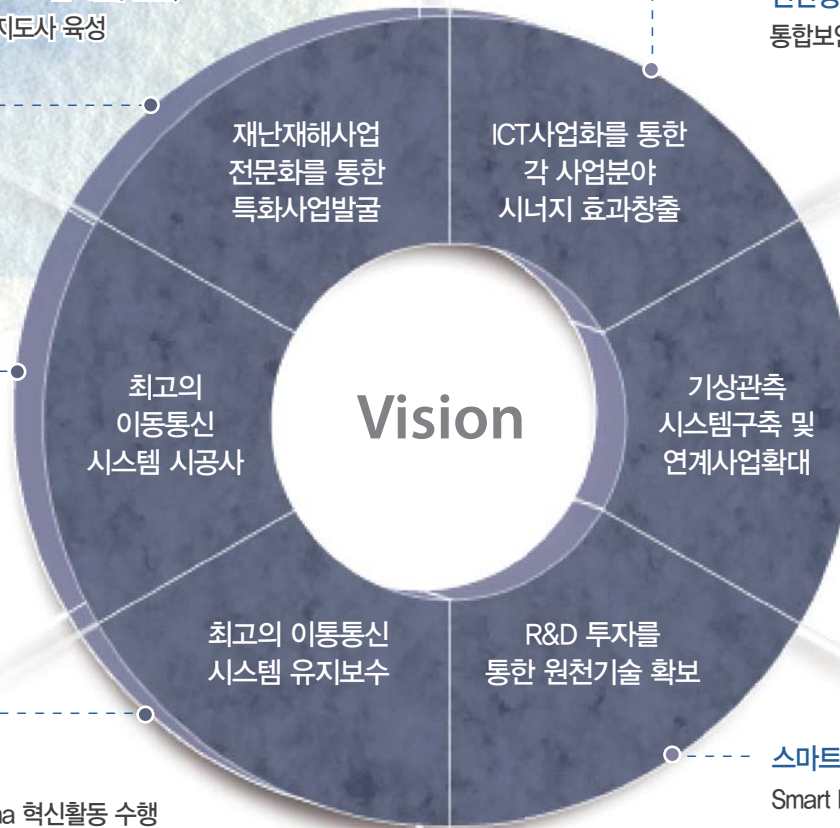 지도사 육성
통합보안
재난재해사업
전문화를 통한
특화사업발굴
ICT사업화를 통한
각 사업분야
시너지 효과창출
최고의
이동통신
시스템 시공사
Vision
기상관측
시스템구축 및
연계사업확대
최고의 이통통신
시스템 유지보수
R&D 투자를
통한 원천기술 확보
스마트
Smart
혁신활동 수행